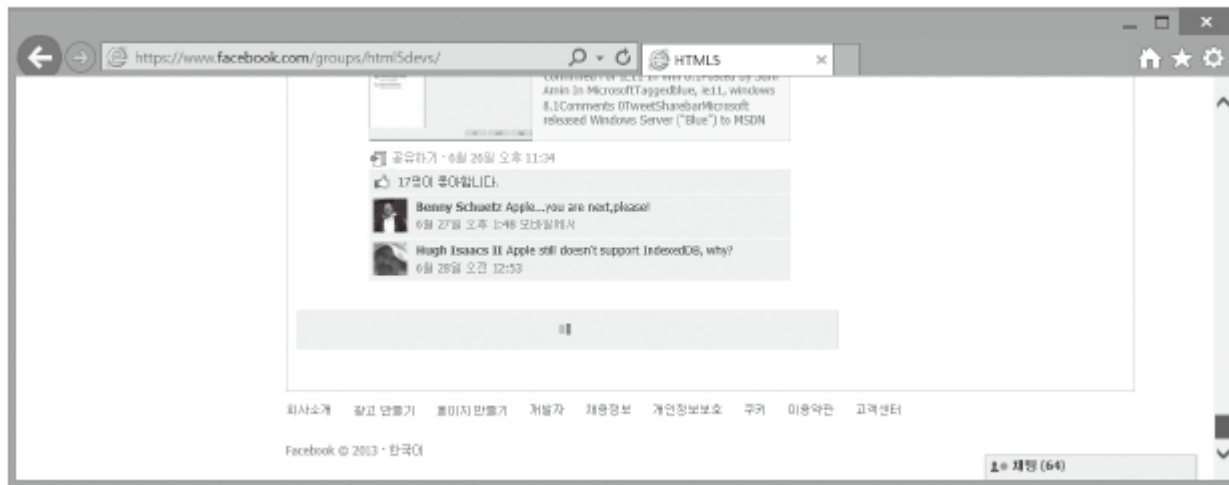 https://www.facebook.com/groups/html5devs/
HTML5
Amin In MicrosoftTaggedblue, ie11, windows
8.1Comments 0TweetSharebarMicrosoft
released Windows Server ("Blue") to MSDN
공유하기 · 6월 26일 오후 11:34
17명이 좋아합니다.
Benny Schuetz Apple...you are next,please!
6월 27일 오후 1:48 모바일에서
Hugh Isaacs II Apple still doesn't support IndexedDB, why?
6월 28일 오전 12:53
회사소개 광고 만들기 페이지 만들기 개발자 채용정보 개인정보보호 쿠키 이용약관 고객센터
Facebook © 2013 · 한국어
채팅 (64)